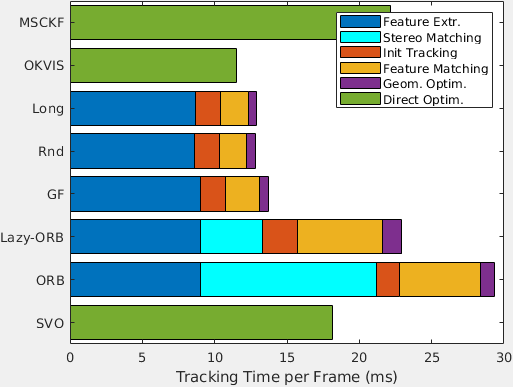 MSCKF
OKVIS
Long
Rnd
GF
Lazy-ORB
ORB
SVO
Feature Extr.
Stereo Matching
Init Tracking
Feature Matching
Geom. Optim.
Direct Optim.
0 5 10 15 20 25 30
Tracking Time per Frame (ms)